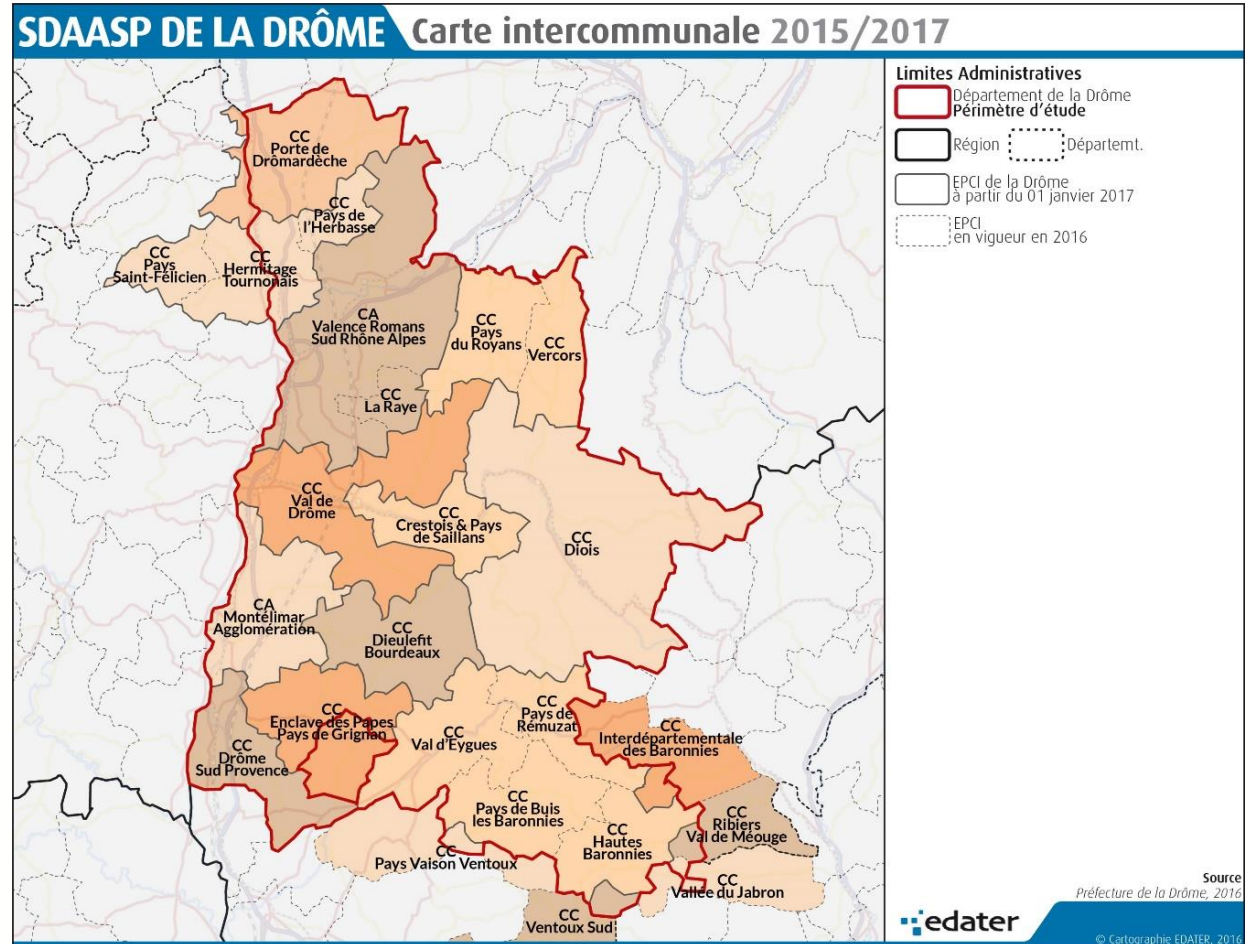 SDAASP DE LA DRÔME Carte intercommunale 2015/2017
Limites Administratives
Département de la Drôme
Périmètre d'étude
Région Départemt.
EPCI de la Drôme
à partir du 01 janvier 2017
EPCI
en vigueur en 2016
CC
Porte de
Drômardèche
CC
Pays de
l'Herbasse
CC
Pays
Saint-Félicien
CC
Hermitage
Tournonais
CA
Valence Romans
Sud Rhône Alpes
CC
Pays
du Royans
CC
Vercors
CC
La Raye
CC
Val de
Drôme
CC
Crestois & Pays
de Saillans
CC
Diois
CA
Montélimar
Agglomération
CC
Dieulefit
Bourdeaux
CC
Enclave des Papes
Pays de Grignan
CC
Drôme
Sud Provence
CC
Val d'Eygues
CC
Pays de
Rémuzat
CC
Interdépartementale
des Baronnies
CC
Pays de Buis
les Baronnies
CC
Hautes
Baronnies
CC
Ribiers
Val de Méouge
CC
Pays Vaison Ventoux
CC
Vallée du Jabron
CC
Ventoux Sud
Source
Préfecture de la Drôme, 2016
edater
© Cartographie EDATER, 2016